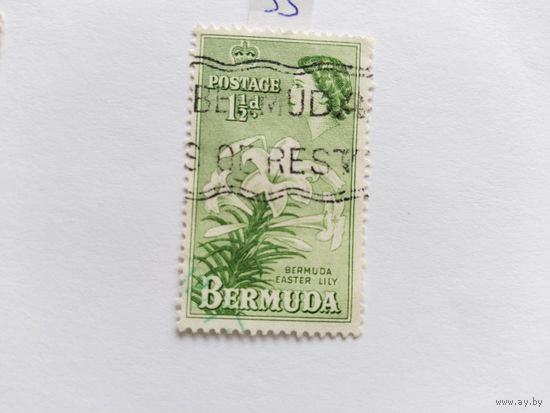 POSTAGE
1½d
BERMUDA
OF REST
BERMUDA
EASTER LILY
BERMUDA
www.ay.by